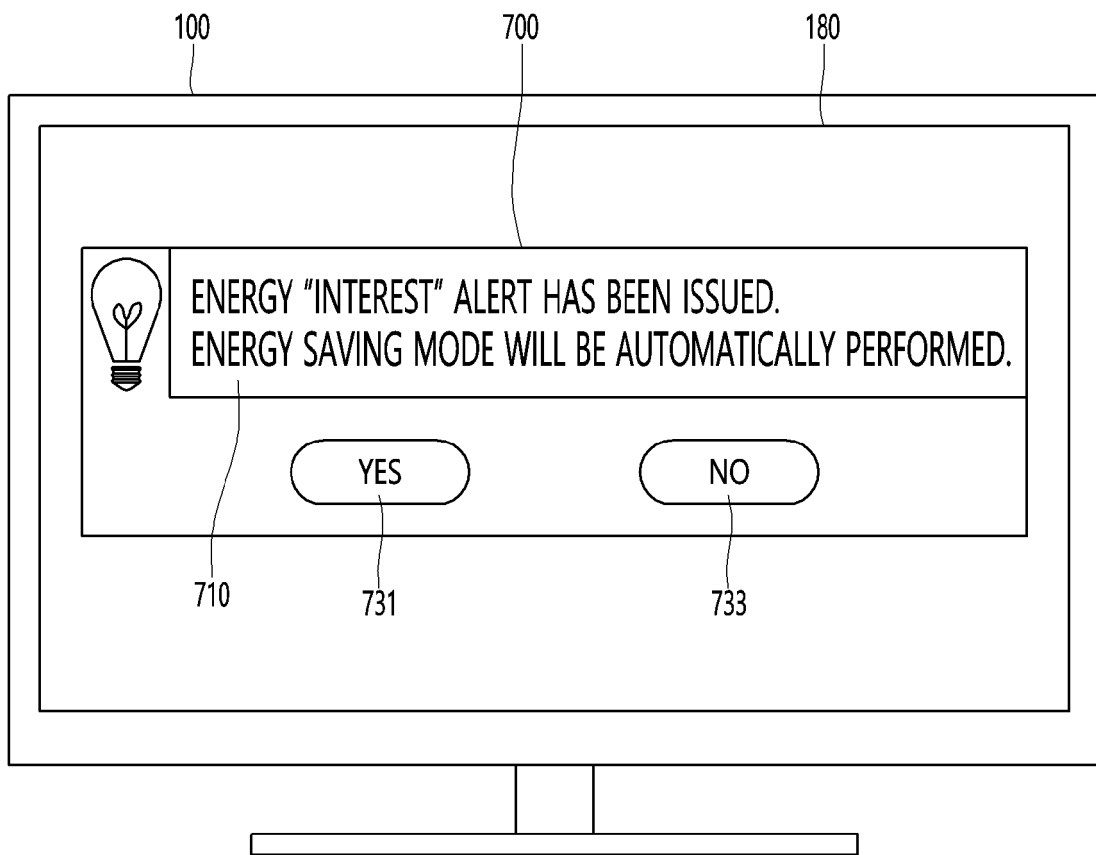 100 700 180
ENERGY "INTEREST" ALERT HAS BEEN ISSUED.
ENERGY SAVING MODE WILL BE AUTOMATICALLY PERFORMED.
YES NO
710 731 733